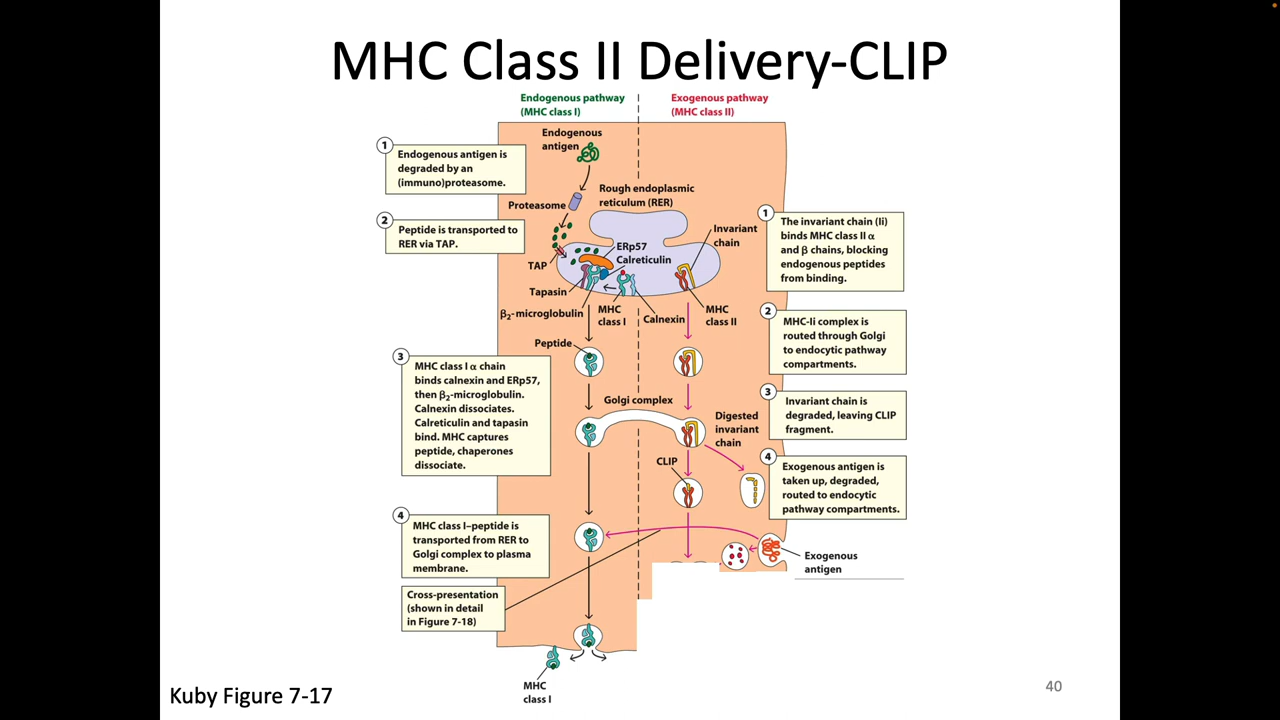 MHC Class II Delivery-CLIP
Endogenous pathway
(MHC class I)
Exogenous pathway
(MHC class II)
1
Endogenous antigen is
degraded by an
(immuno)proteasome.
2
Peptide is transported to
RER via TAP.
3
MHC class I α chain
binds calnexin and ERp57,
then β2-microglobulin.
Calnexin dissociates.
Calreticulin and tapasin
bind. MHC captures
peptide, chaperones
dissociate.
4
MHC class I–peptide is
transported from RER to
Golgi complex to plasma
membrane.
Cross-presentation
(shown in detail
in Figure 7-18)
Endogenous
antigen
Proteasome
Rough endoplasmic
reticulum (RER)
TAP
ERp57
Calreticulin
Invariant
chain
Tapasin
β2-microglobulin
MHC
class I
Calnexin
MHC
class II
Peptide
Golgi complex
Digested
invariant
chain
CLIP
MHC
class I
1
The invariant chain (Ii)
binds MHC class II α
and β chains, blocking
endogenous peptides
from binding.
2
MHC-Ii complex is
routed through Golgi
to endocytic pathway
compartments.
3
Invariant chain is
degraded, leaving CLIP
fragment.
4
Exogenous antigen is
taken up, degraded,
routed to endocytic
pathway compartments.
Exogenous
antigen
Kuby Figure 7-17
40